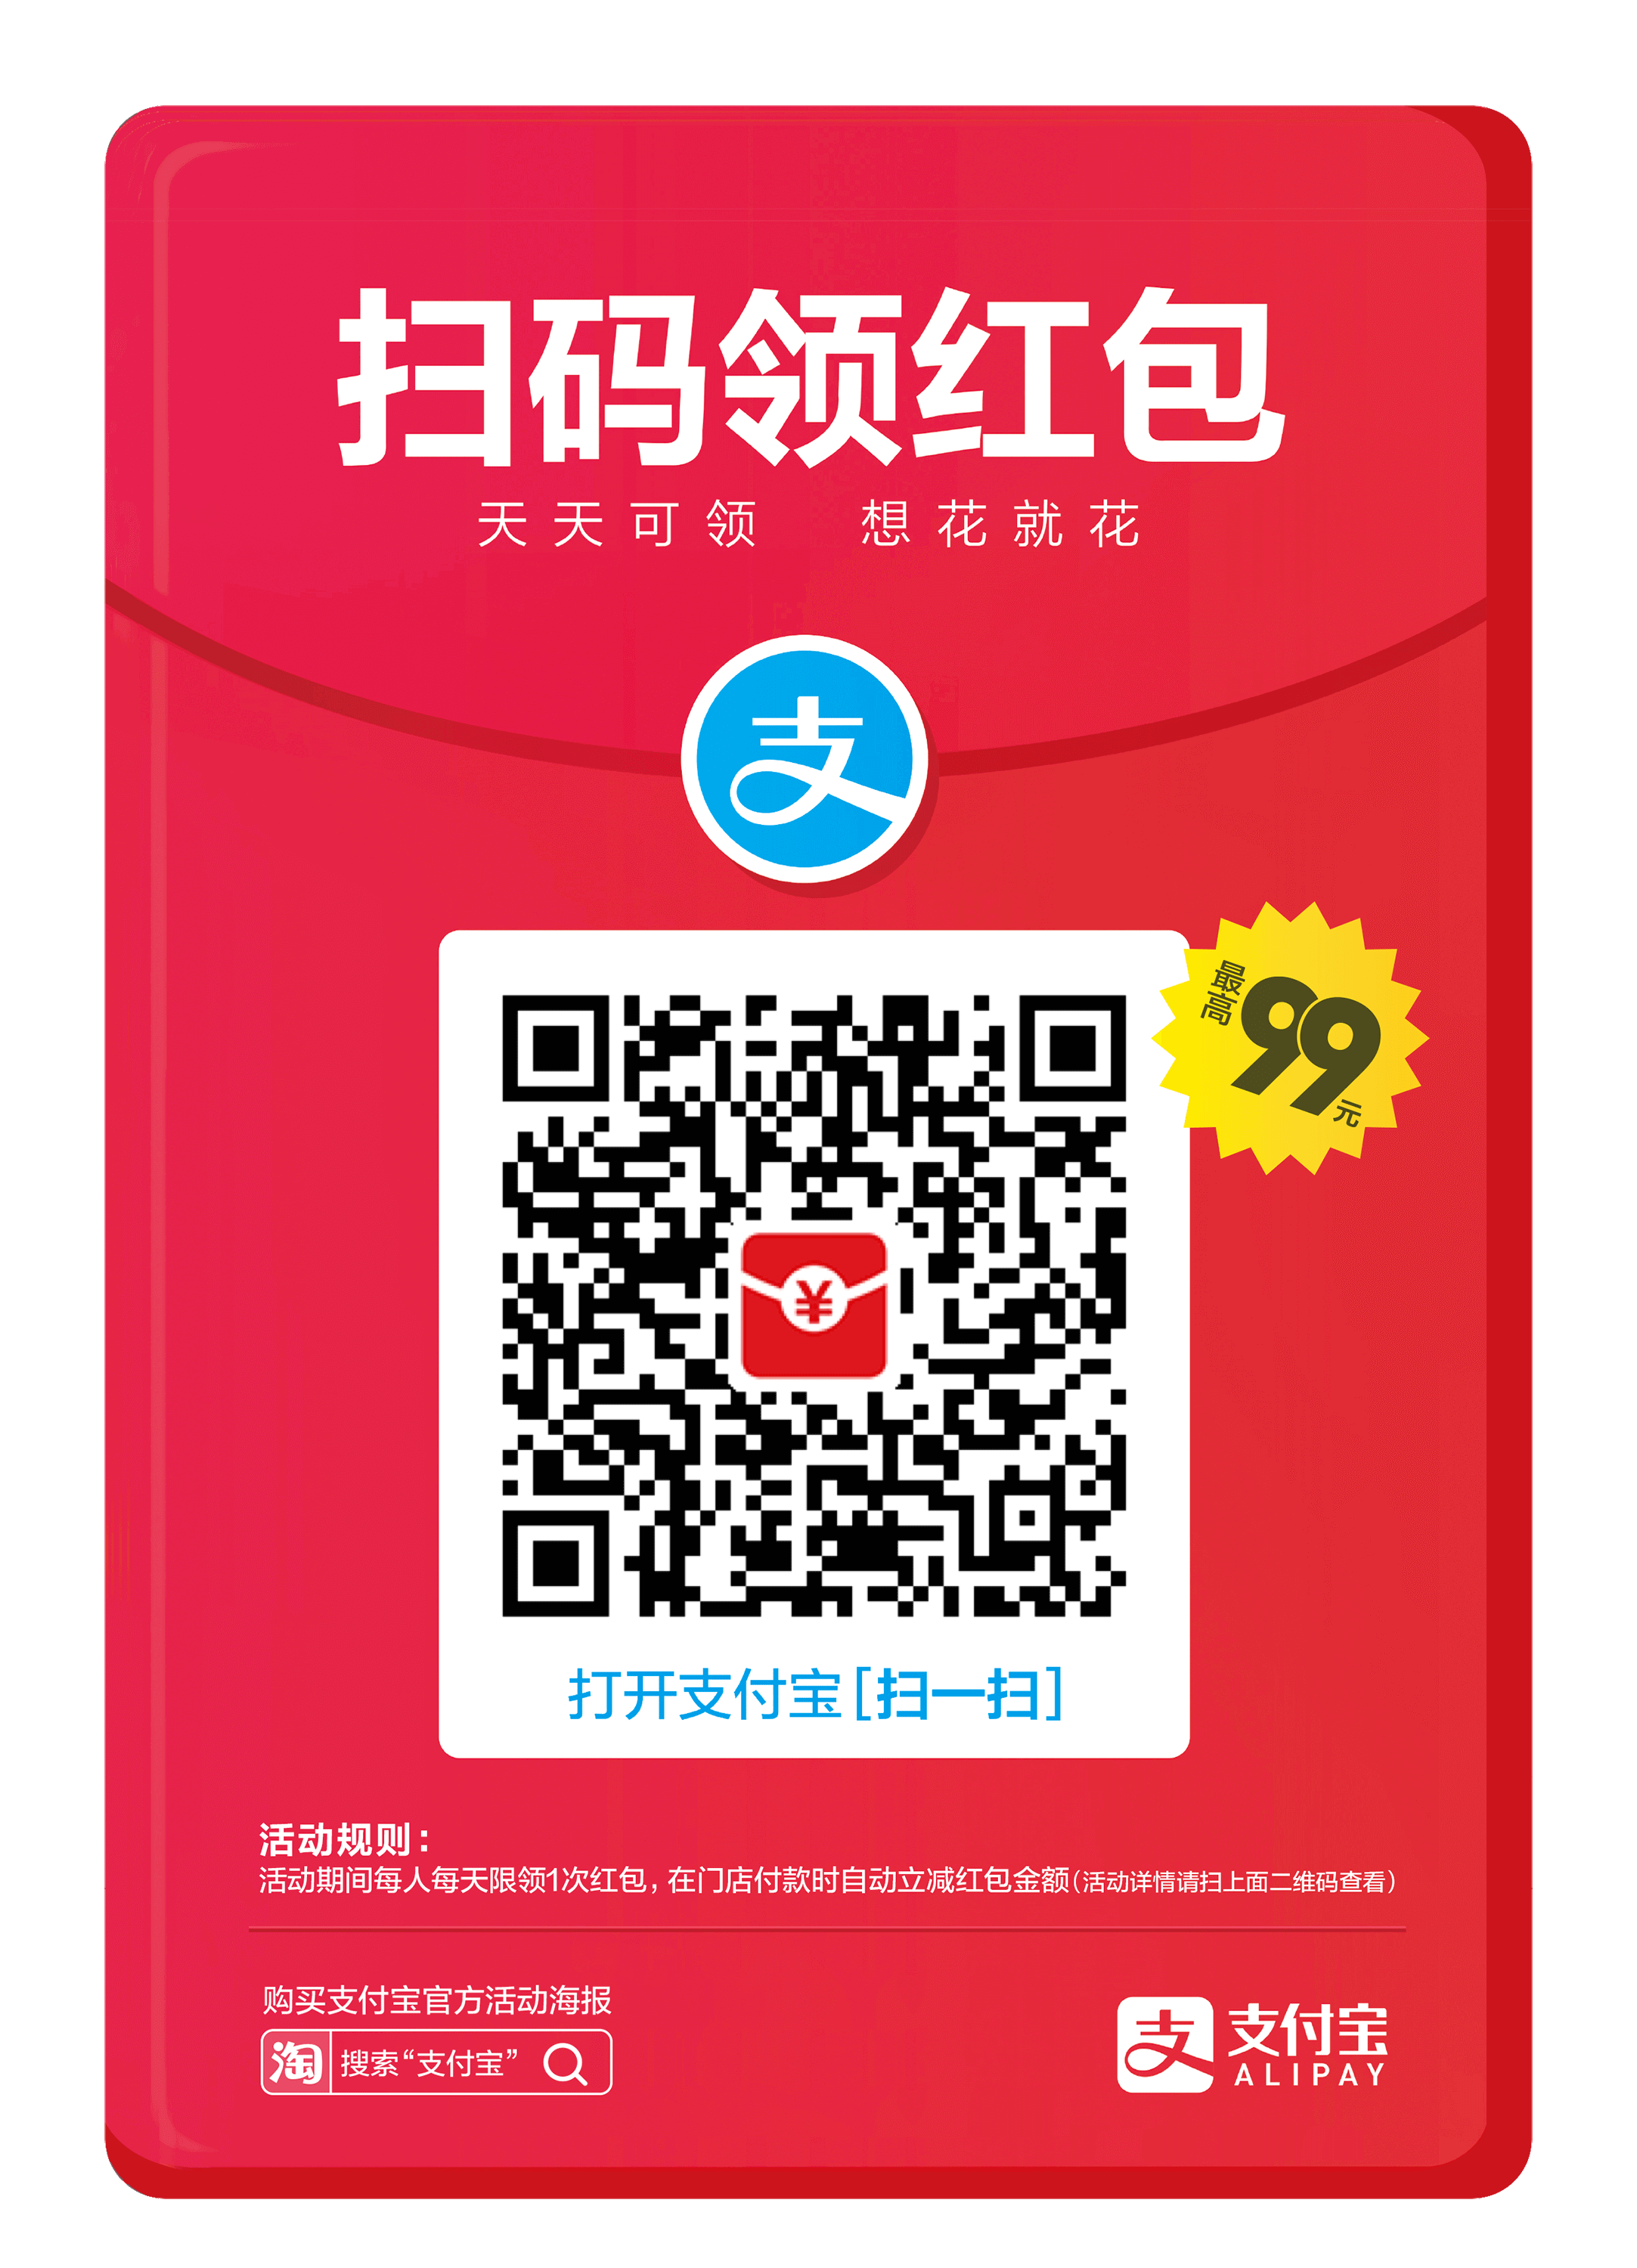 扫码领红包
天天可领 想花就花
支
最高99元
¥
打开支付宝[扫一扫]
活动规则：
活动期间每人每天限领1次红包，在门店付款时自动立减红包金额（活动详情请扫上面二维码查看）
购买支付宝官方活动海报
淘 搜索“支付宝”
支 支付宝
ALIPAY